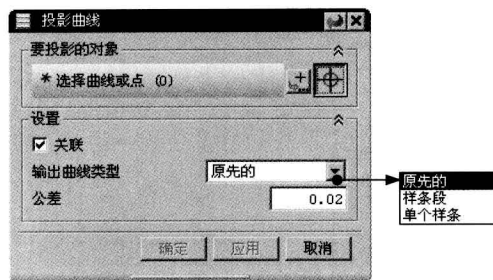 投影曲线
要投影的对象
* 选择曲线或点 (0)
设置
关联
输出曲线类型 原先的
公差 0.02
确定 应用 取消
原先的
样条段
单个样条